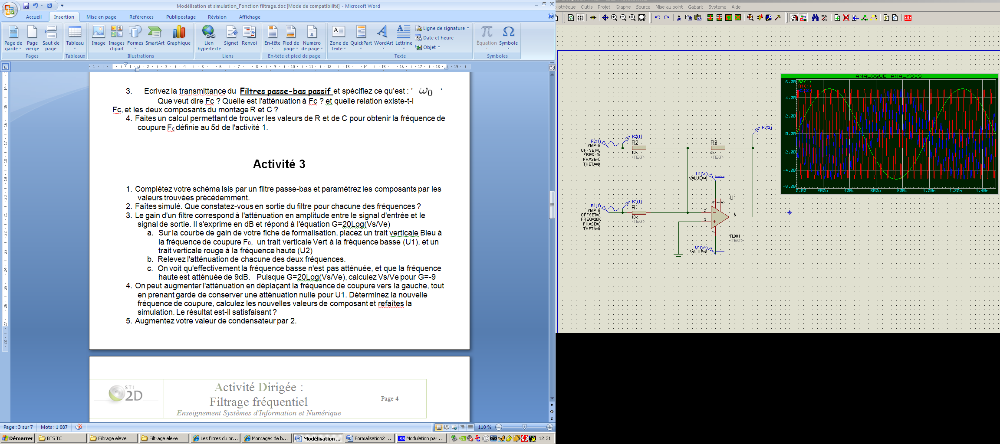 Modélisation et simulation_Fonction filtrage.doc [Mode de compatibilité] - Microsoft Word
Accueil Insertion Mise en page Références Publipostage Révision Affichage
Page de garde
Page vierge
Saut de page
Pages
Tableau
Tableaux
Image
Images clipart
Formes
SmartArt
Graphique
Illustrations
Lien hypertexte
Signet
Renvoi
Liens
En-tête
Pied de page
Numéro de page
En-tête et pied de page
Zone de texte
QuickPart
WordArt
Lettrine
Ligne de signature
Date et heure
Objet
Texte
Équation
Symbole
Symboles
3. Ecrivez la transmittance du Filtres passe-bas passif et spécifiez ce qu'est : ' ω0 '
Que veut dire Fc ? Quelle est l'atténuation à Fc ? et quelle relation existe-t-i
Fc, et les deux composants du montage R et C ?
4. Faites un calcul permettant de trouver les valeurs de R et de C pour obtenir la fréquence de
coupure Fc définie au 5d de l'activité 1.
Activité 3
1. Complétez votre schéma Isis par un filtre passe-bas et paramétrez les composants par les
valeurs trouvées précédemment.
2. Faîtes simulé. Que constatez-vous en sortie du filtre pour chacune des fréquences ?
3. Le gain d'un filtre correspond à l'atténuation en amplitude entre le signal d'entrée et le
signal de sortie. Il s'exprime en dB et répond à l'équation G=20Log(Vs/Ve)
a. Sur la courbe de gain de votre fiche de formalisation, placez un trait verticale Bleu à
la fréquence de coupure F0, un trait verticale Vert à la fréquence basse (U1), et un
trait verticale rouge à la fréquence haute (U2)
b. Relevez l'atténuation de chacune des deux fréquences.
c. On voit qu'effectivement la fréquence basse n'est pas atténuée, et que la fréquence
haute est atténuée de 9dB. Puisque G=20Log(Vs/Ve), calculez Vs/Ve pour G=-9
4. On peut augmenter l'atténuation en déplaçant la fréquence de coupure vers la gauche, tout
en prenant garde de conserver une atténuation nulle pour U1. Déterminez la nouvelle
fréquence de coupure, calculez les nouvelles valeurs de composant et refaîtes la
simulation. Le résultat est-il satisfaisant ?
5. Augmentez votre valeur de condensateur par 2.
STI 2D
Activité Dirigée :
Filtrage fréquentiel
Enseignement Systèmes d'Information et Numérique
Page 4
Page : 3 sur 7 Mots : 1 087 110 %
Démarrer BTS TC Filtrage eleve Filtrage eleve Les filtres du pr... Montages de b... Modélisation ... Formalisation2 ... Modulation par ... 12:21
bliothèque Outils Projet Graphe Source Mise au point Gabarit Système Aide
ARES
ANALOGUE ANALYSIS
R2(1)
R1(1)
6.00
4.00
2.00
0.00
-2.00
-4.00
-6.00
0.00 200u 400u 600u 800u 1.00m 1.20m 1.40m
R3(2)
R2(1)
AMP=5
OFFSET=0
FREQ=1k
PHASE=0
THETA=0
R2(1)
R2
10k
<TEXT>
R3
5k
<TEXT>
U1(V-)
VALUE=-8
R1(1)
AMP=5
OFFSET=0
FREQ=20K
PHASE=0
THETA=0
R1(1)
R1
10k
<TEXT>
U1
4 1 5
2
3
6
7
TL081
<TEXT>
U1(V+)
VALUE=8